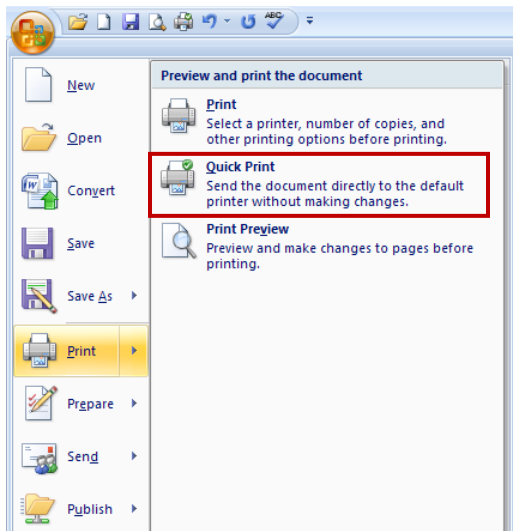 ABC
New
Open
Convert
Save
Save As
Print
Prepare
Send
Publish
Preview and print the document
Print
Select a printer, number of copies, and
other printing options before printing.
Quick Print
Send the document directly to the default
printer without making changes.
Print Preview
Preview and make changes to pages before
printing.